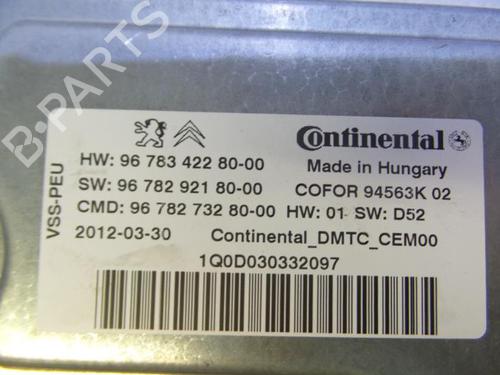 B-PARTS
Continental
HW: 96 783 422 80-00 Made in Hungary
SW: 96 782 921 80-00 COFOR 94563K 02
CMD: 96 782 732 80-00 HW: 01 SW: D52
2012-03-30 Continental_DMTC_CEM00
1Q0D030332097
VSS-PEU